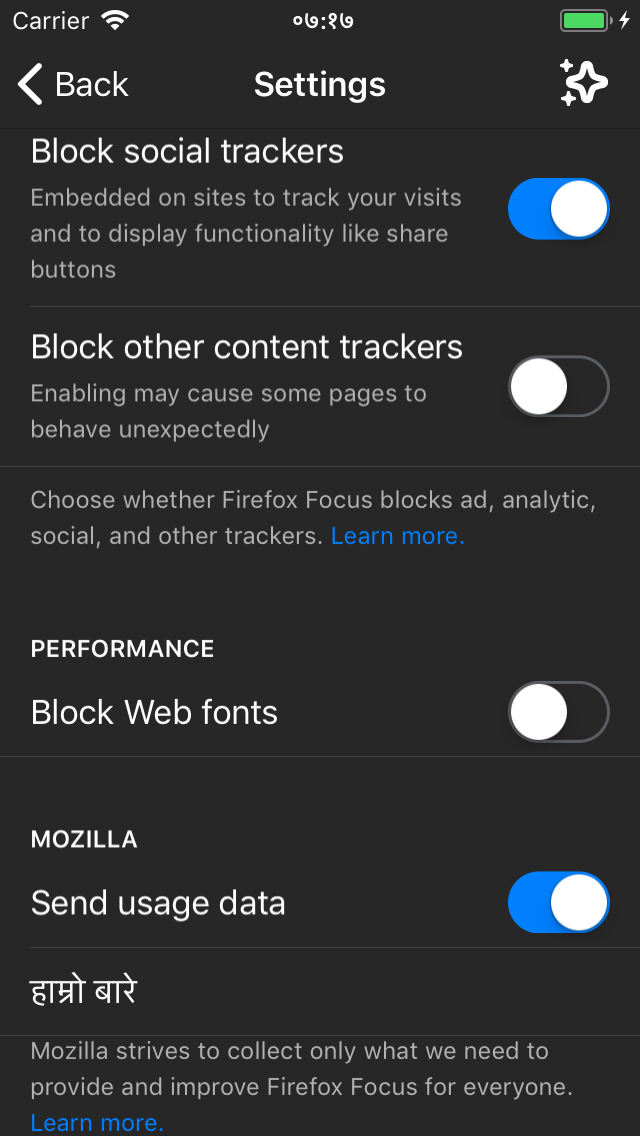 Carrier
०७:१७
Back
Settings
Block social trackers
Embedded on sites to track your visits
and to display functionality like share
buttons
Block other content trackers
Enabling may cause some pages to
behave unexpectedly
Choose whether Firefox Focus blocks ad, analytic,
social, and other trackers. Learn more.
PERFORMANCE
Block Web fonts
MOZILLA
Send usage data
हाम्रो बारे
Mozilla strives to collect only what we need to
provide and improve Firefox Focus for everyone.
Learn more.